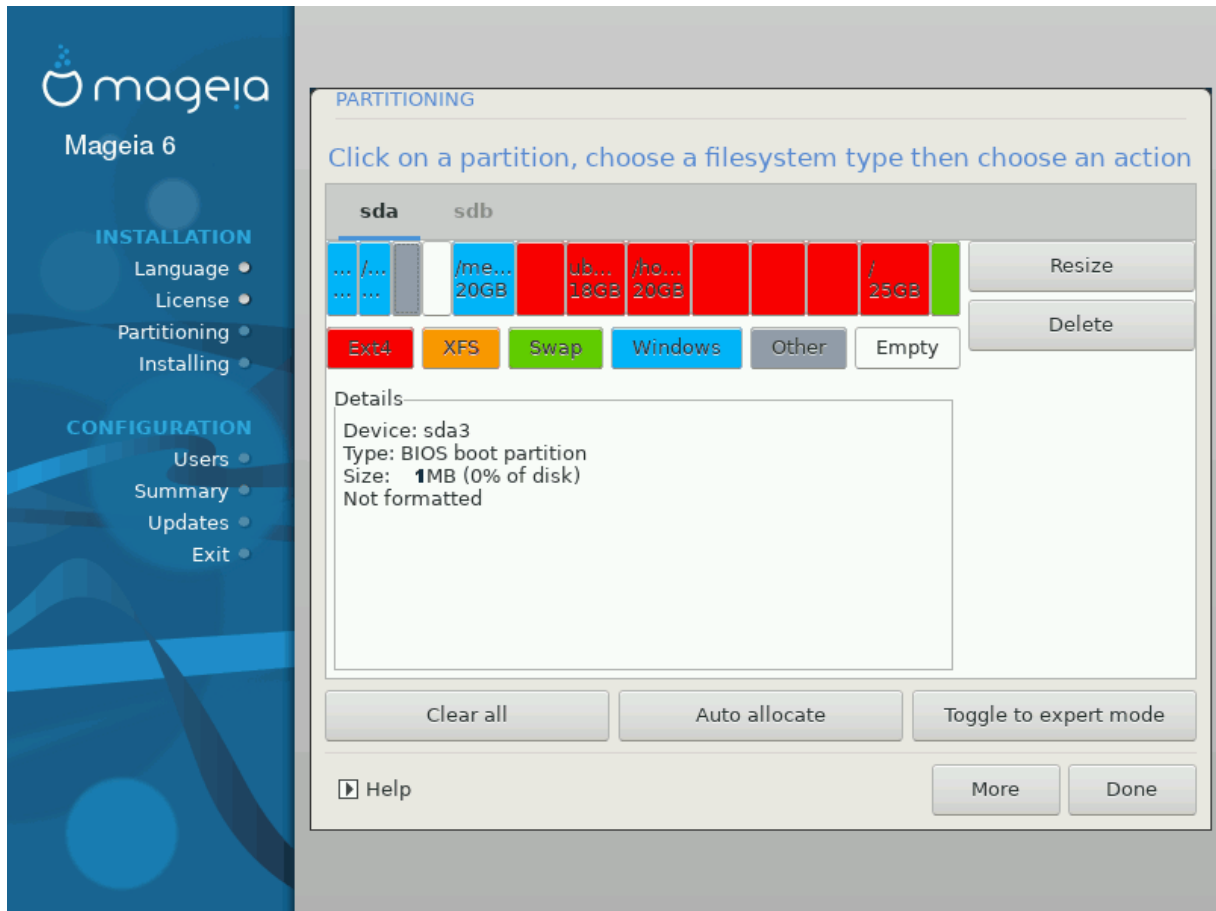 mageia
Mageia 6
INSTALLATION
Language
License
Partitioning
Installing
CONFIGURATION
Users
Summary
Updates
Exit
PARTITIONING
Click on a partition, choose a filesystem type then choose an action
sda sdb
... /... /me... ub... /ho... /
... ... 20GB 18GB 20GB 25GB
Resize
Delete
Ext4 XFS Swap Windows Other Empty
Details
Device: sda3
Type: BIOS boot partition
Size: 1MB (0% of disk)
Not formatted
Clear all Auto allocate Toggle to expert mode
Help More Done